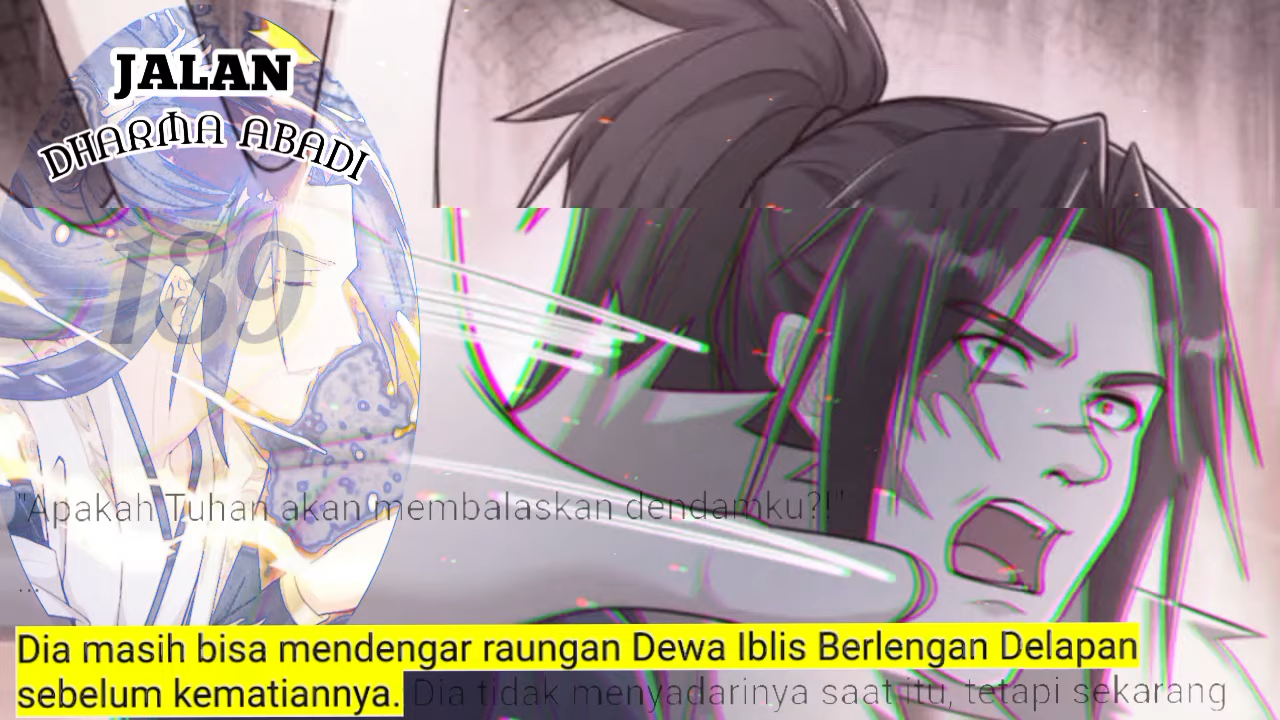 JALAN
DHARMA ABADI
189
"Apakah Tuhan akan membalaskan dendamku?!"
...
Dia masih bisa mendengar raungan Dewa Iblis Berlengan Delapan
sebelum kematiannya. Dia tidak menyadarinya saat itu, tetapi sekarang